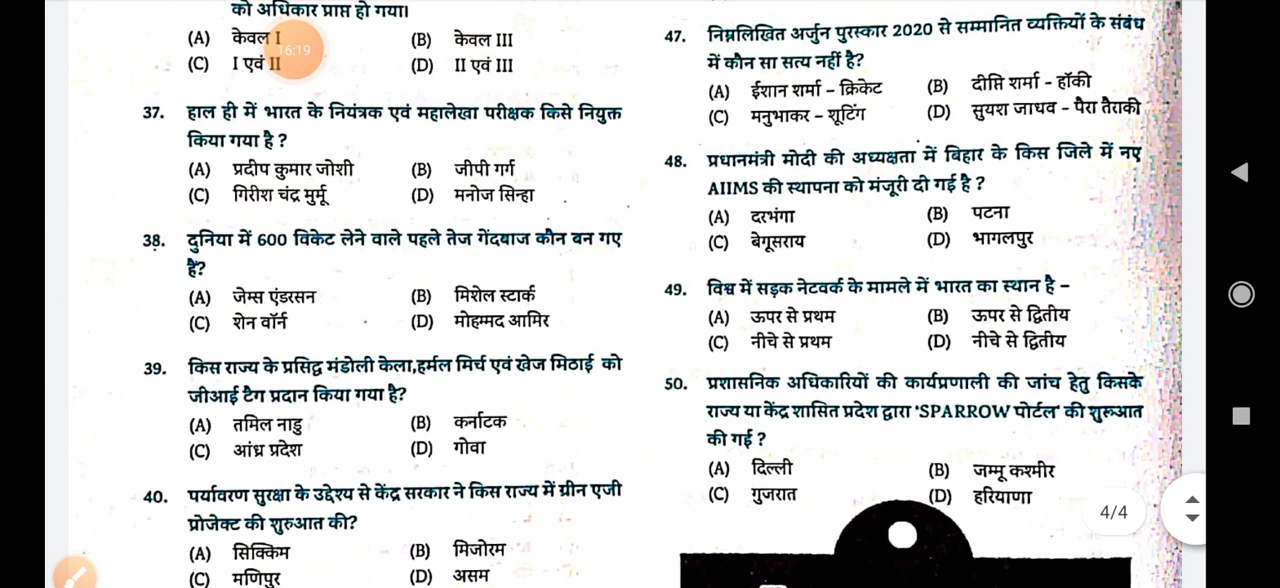 को अधिकार प्राप्त हो गया।
(A) केवल I (B) केवल III
16:19
(C) I एवं II (D) II एवं III
37. हाल ही में भारत के नियंत्रक एवं महालेखा परीक्षक किसे नियुक्त
किया गया है ?
(A) प्रदीप कुमार जोशी (B) जीपी गर्ग
(C) गिरीश चंद्र मुर्मू (D) मनोज सिन्हा
38. दुनिया में 600 विकेट लेने वाले पहले तेज गेंदबाज कौन बन गए
हैं?
(A) जेम्स एंडरसन (B) मिशेल स्टार्क
(C) शेन वॉर्न (D) मोहम्मद आमिर
39. किस राज्य के प्रसिद्ध मंडोली केला,हर्मल मिर्च एवं खेज मिठाई को
जीआई टैग प्रदान किया गया है?
(A) तमिल नाडु (B) कर्नाटक
(C) आंध्र प्रदेश (D) गोवा
40. पर्यावरण सुरक्षा के उद्देश्य से केंद्र सरकार ने किस राज्य में ग्रीन एजी
प्रोजेक्ट की शुरुआत की?
(A) सिक्किम (B) मिजोरम
(C) मणिपुर (D) असम
47. निम्नलिखित अर्जुन पुरस्कार 2020 से सम्मानित व्यक्तियों के संबंध
में कौन सा सत्य नहीं है?
(A) ईशान शर्मा – क्रिकेट (B) दीप्ति शर्मा - हॉकी
(C) मनुभाकर – शूटिंग (D) सुयश जाधव - पैरा तैराकी
48. प्रधानमंत्री मोदी की अध्यक्षता में बिहार के किस जिले में नए
AIIMS की स्थापना को मंजूरी दी गई है ?
(A) दरभंगा (B) पटना
(C) बेगूसराय (D) भागलपुर
49. विश्व में सड़क नेटवर्क के मामले में भारत का स्थान है –
(A) ऊपर से प्रथम (B) ऊपर से द्वितीय
(C) नीचे से प्रथम (D) नीचे से द्वितीय
50. प्रशासनिक अधिकारियों की कार्यप्रणाली की जांच हेतु किसके
राज्य या केंद्र शासित प्रदेश द्वारा 'SPARROW पोर्टल' की शुरूआत
की गई ?
(A) दिल्ली (B) जम्मू कश्मीर
(C) गुजरात (D) हरियाणा
4/4